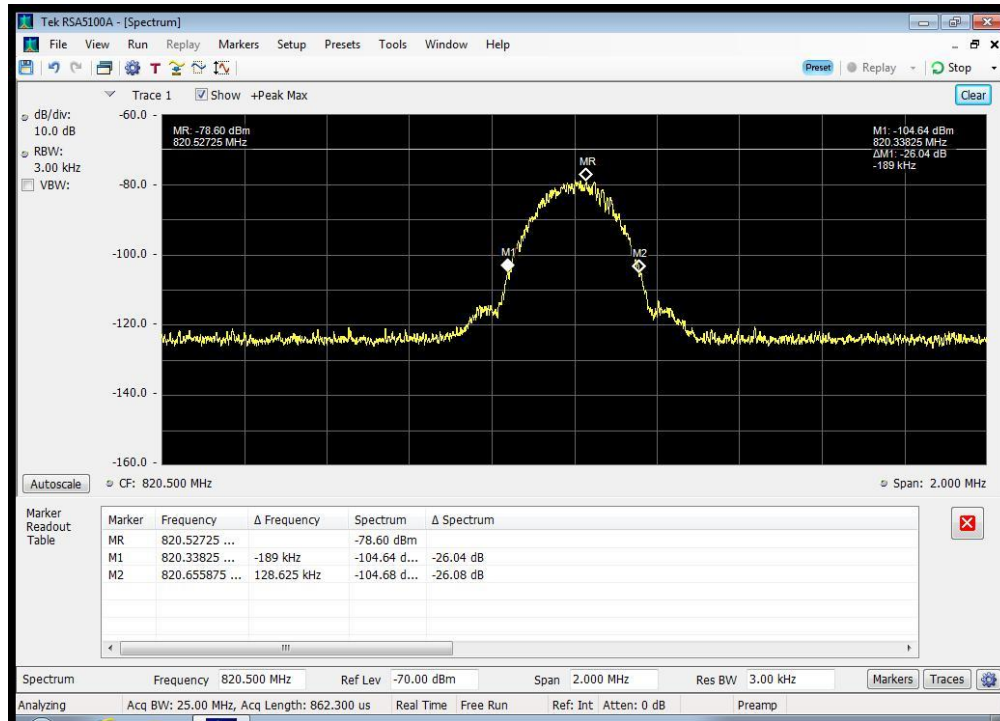 Tek RSA5100A - [Spectrum]
File View Run Replay Markers Setup Presets Tools Window Help
Preset Replay Stop
Trace 1 Show +Peak Max Clear
dB/div:
10.0 dB
RBW:
3.00 kHz
VBW:
-60.0
MR: -78.60 dBm
820.52725 MHz
M1: -104.64 dBm
820.33825 MHz
ΔM1: -26.04 dB
-189 kHz
MR
-80.0
M1
M2
-100.0
-120.0
-140.0
-160.0
Autoscale CF: 820.500 MHz Span: 2.000 MHz
Marker
Readout
Table
Marker Frequency Δ Frequency Spectrum Δ Spectrum
MR 820.52725 ... -78.60 dBm
M1 820.33825 ... -189 kHz -104.64 d... -26.04 dB
M2 820.655875 ... 128.625 kHz -104.68 d... -26.08 dB
Spectrum Frequency 820.500 MHz Ref Lev -70.00 dBm Span 2.000 MHz Res BW 3.00 kHz Markers Traces
Analyzing Acq BW: 25.00 MHz, Acq Length: 862.300 us Real Time Free Run Ref: Int Atten: 0 dB Preamp